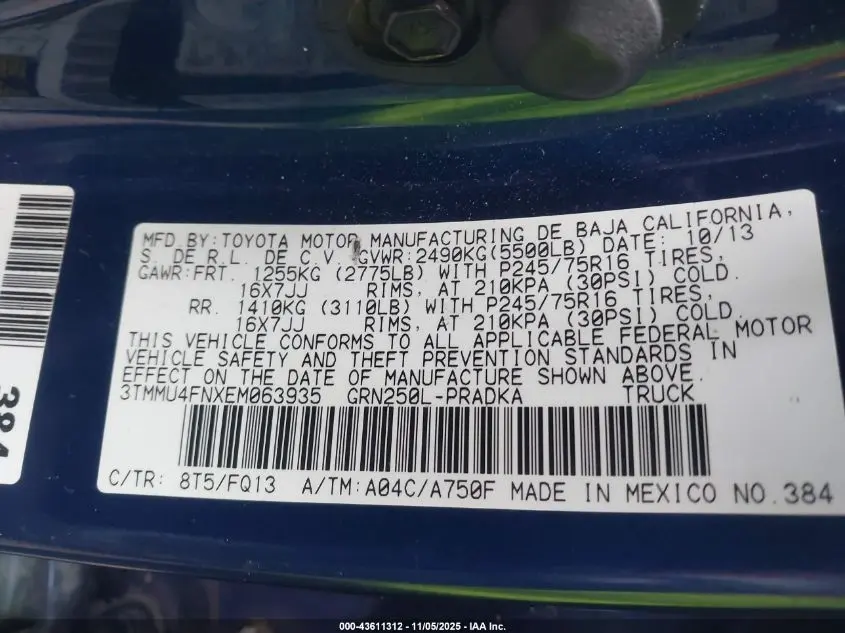 MFD.BY:TOYOTA MOTOR MANUFACTURING DE BAJA CALIFORNIA,
S. DE R.L. DE C.V. GVWR:2490KG(5500LB) DATE: 10/13
GAWR:FRT. 1255KG (2775LB) WITH P245/75R16 TIRES,
16X7JJ RIMS, AT 210KPA (30PSI) COLD.
RR. 1410KG (3110LB) WITH P245/75R16 TIRES,
16X7JJ RIMS, AT 210KPA (30PSI) COLD.
THIS VEHICLE CONFORMS TO ALL APPLICABLE FEDERAL MOTOR
VEHICLE SAFETY AND THEFT PREVENTION STANDARDS IN
EFFECT ON THE DATE OF MANUFACTURE SHOWN ABOVE.
3TMMU4FNXEM063935 GRN250L-PRADKA TRUCK
C/TR: 8T5/FQ13 A/TM:A04C/A750F MADE IN MEXICO NO.384
384
000-43611312 - 11/05/2025 - IAA Inc.